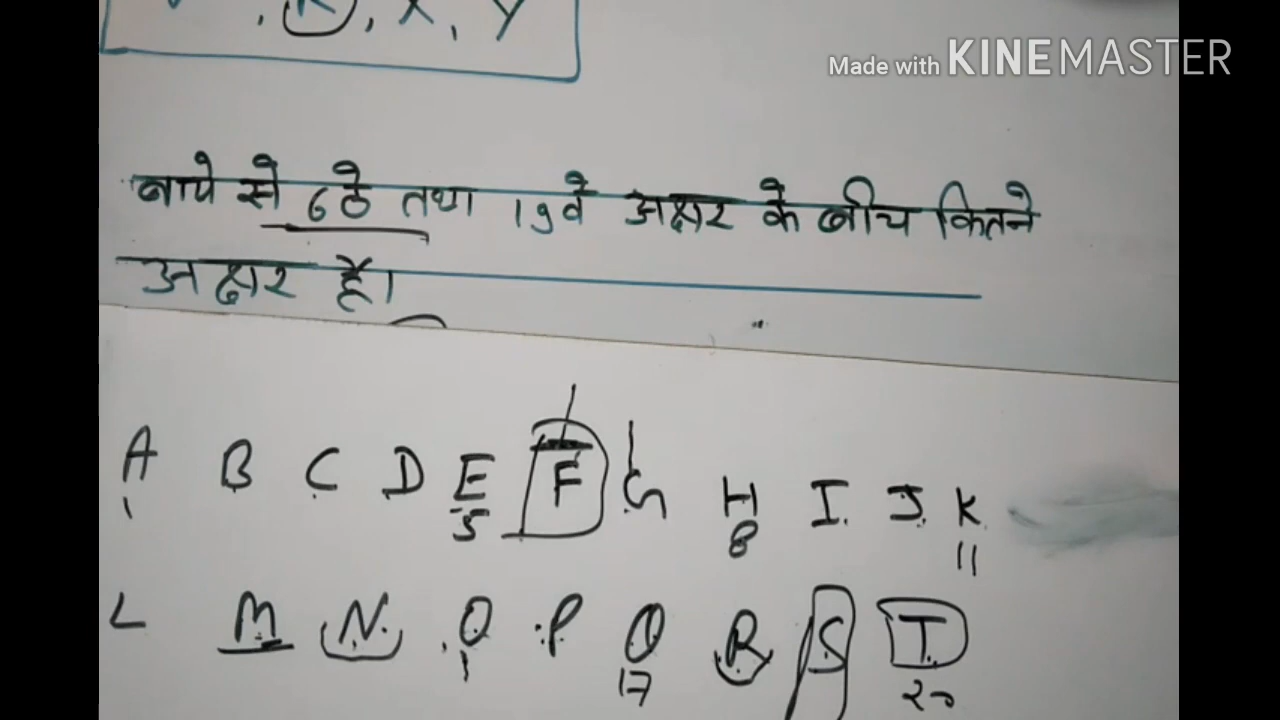 Made with KINEMASTER
, R, X, Y
बाये से 6ठे तथा 19वे अक्षर के बीच कितने
अक्षर हैं।
A B C D E F G H I J K
1 5 8 11
L M N O P Q R S T
17 20